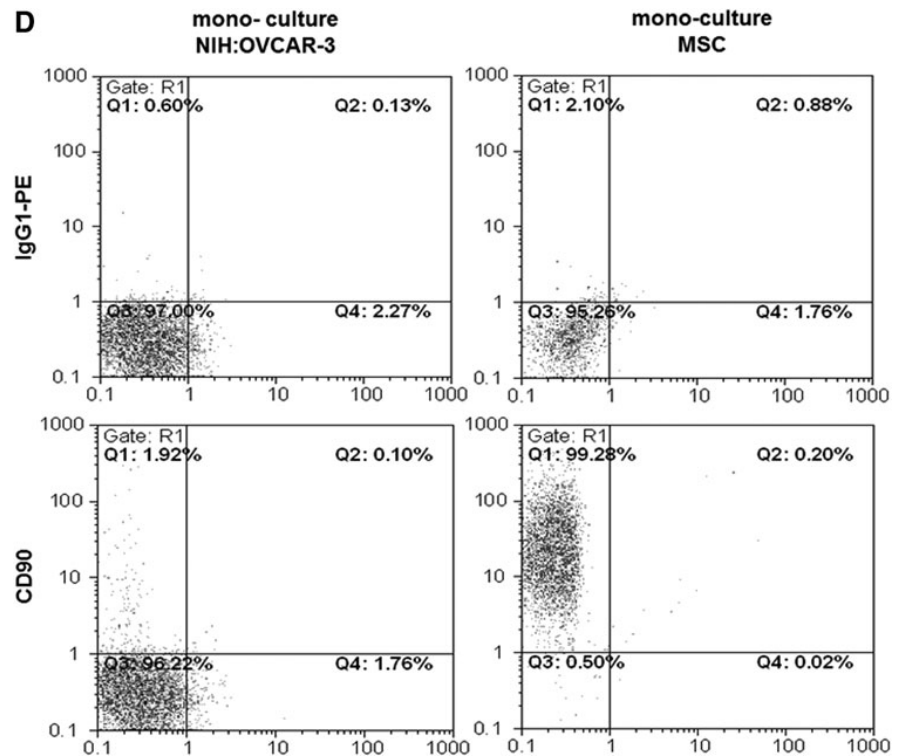 D
mono- culture
NIH:OVCAR-3
mono-culture
MSC
IgG1-PE
1000
100
10
1
0.1
Gate: R1
Q1: 0.60%
Q2: 0.13%
Q3: 97.00%
Q4: 2.27%
0.1 1 10 100 1000
1000
100
10
1
0.1
Gate: R1
Q1: 2.10%
Q2: 0.88%
Q3: 95.26%
Q4: 1.76%
0.1 1 10 100 1000
CD90
1000
100
10
1
0.1
Gate: R1
Q1: 1.92%
Q2: 0.10%
Q3: 96.22%
Q4: 1.76%
0.1 1 10 100 1000
1000
100
10
1
0.1
Gate: R1
Q1: 99.28%
Q2: 0.20%
Q3: 0.50%
Q4: 0.02%
0.1 1 10 100 1000